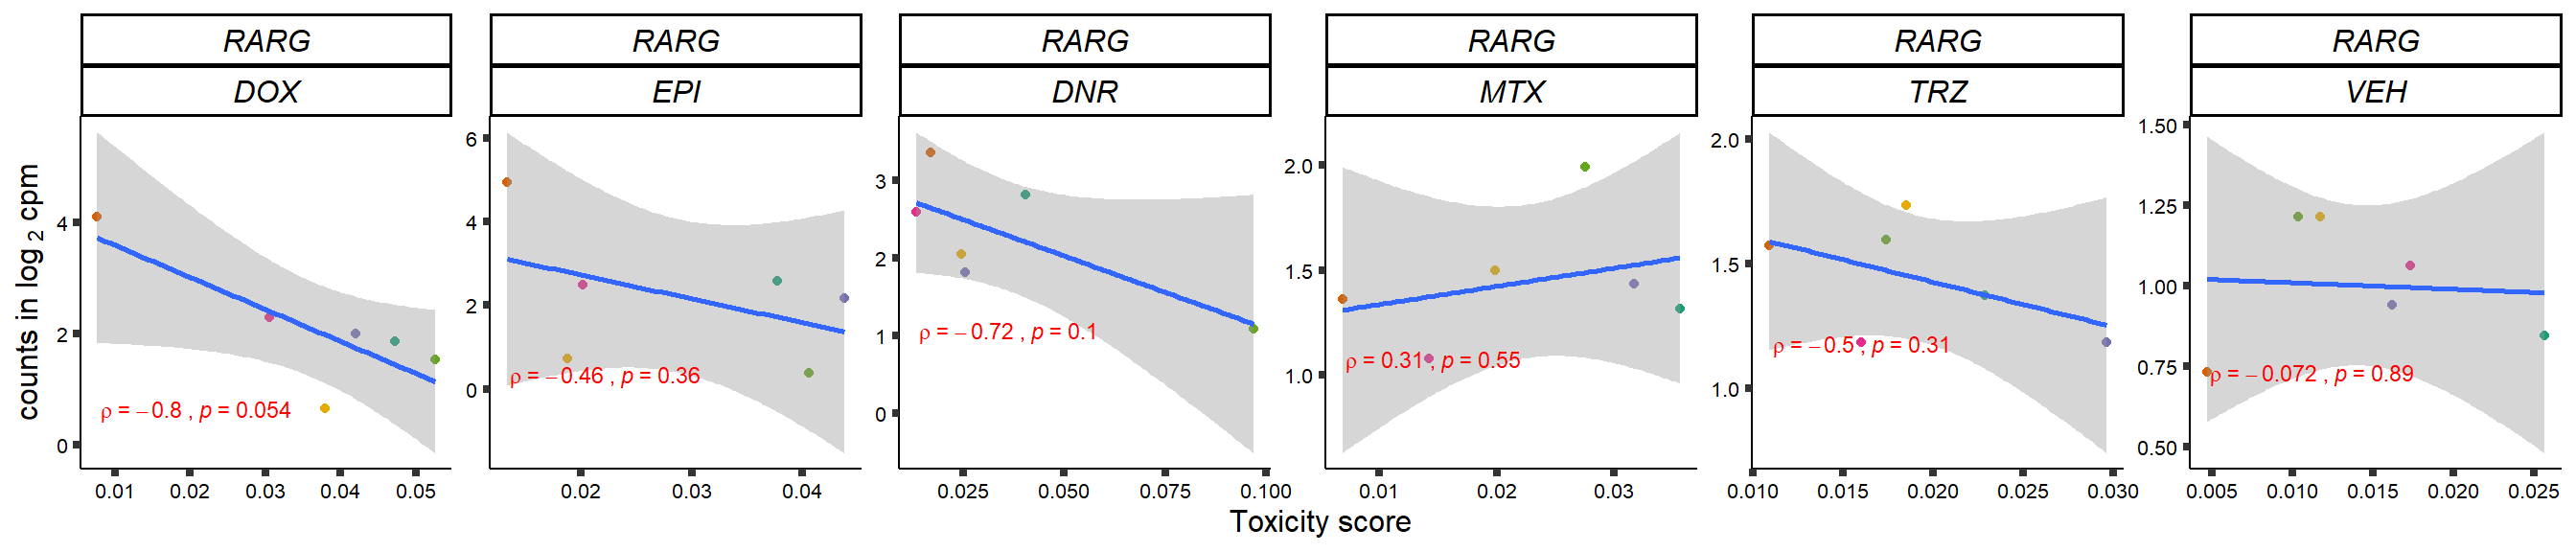 RARG RARG RARG RARG RARG RARG
DOX EPI DNR MTX TRZ VEH
counts in log 2 cpm
4
2
0
ρ = −0.8 , p = 0.054
0.01 0.02 0.03 0.04 0.05
6
4
2
0
ρ = −0.46 , p = 0.36
0.02 0.03 0.04
3
2
1
0
ρ = −0.72 , p = 0.1
0.025 0.050 0.075 0.100
2.0
1.5
1.0
ρ = 0.31 , p = 0.55
0.01 0.02 0.03
2.0
1.5
1.0
ρ = −0.5 , p = 0.31
0.010 0.015 0.020 0.025 0.030
1.50
1.25
1.00
0.75
0.50
ρ = −0.072 , p = 0.89
0.005 0.010 0.015 0.020 0.025
Toxicity score